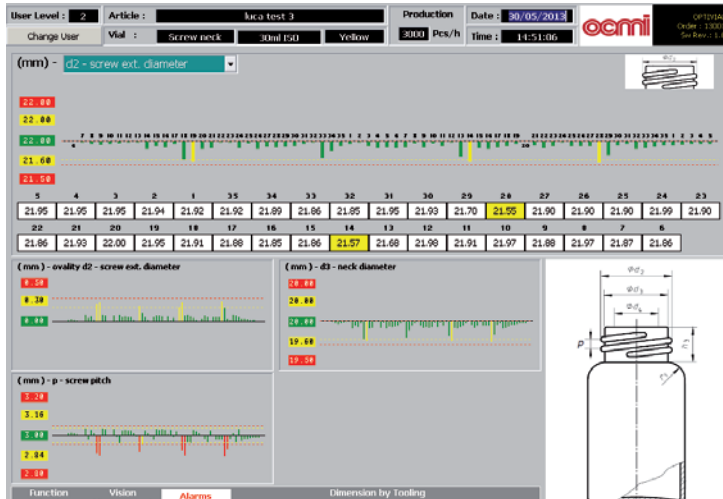 User Level : 2 Article : luca test 3 Production Date : 30/05/2013 ocmi
Change User Vial : Screw neck 30ml ISO Yellow 3000 Pcs/h Time : 14:51:06
(mm) - d2 - screw ext. diameter
22.00
22.00
22.00
21.60
21.50
5 4 3 2 1 35 34 33 32 31 30 29 28 27 26 25 24 23
21.95 21.95 21.95 21.94 21.92 21.92 21.89 21.86 21.85 21.95 21.93 21.70 21.55 21.90 21.90 21.90 21.99 21.90
22 21 20 19 18 17 16 15 14 13 12 11 10 9 8 7 6
21.86 21.93 22.00 21.95 21.91 21.88 21.85 21.86 21.57 21.68 21.98 21.91 21.97 21.88 21.97 21.87 21.86
(mm) - ovality d2 - screw ext. diameter
0.50
0.30
0.00
(mm) - d3 - neck diameter
20.00
20.00
20.00
19.60
19.50
(mm) - p - screw pitch
3.20
3.16
3.00
2.84
2.80
Φd2
Φd3
Φd4
P
Function Vision Alarms Dimension by Tooling